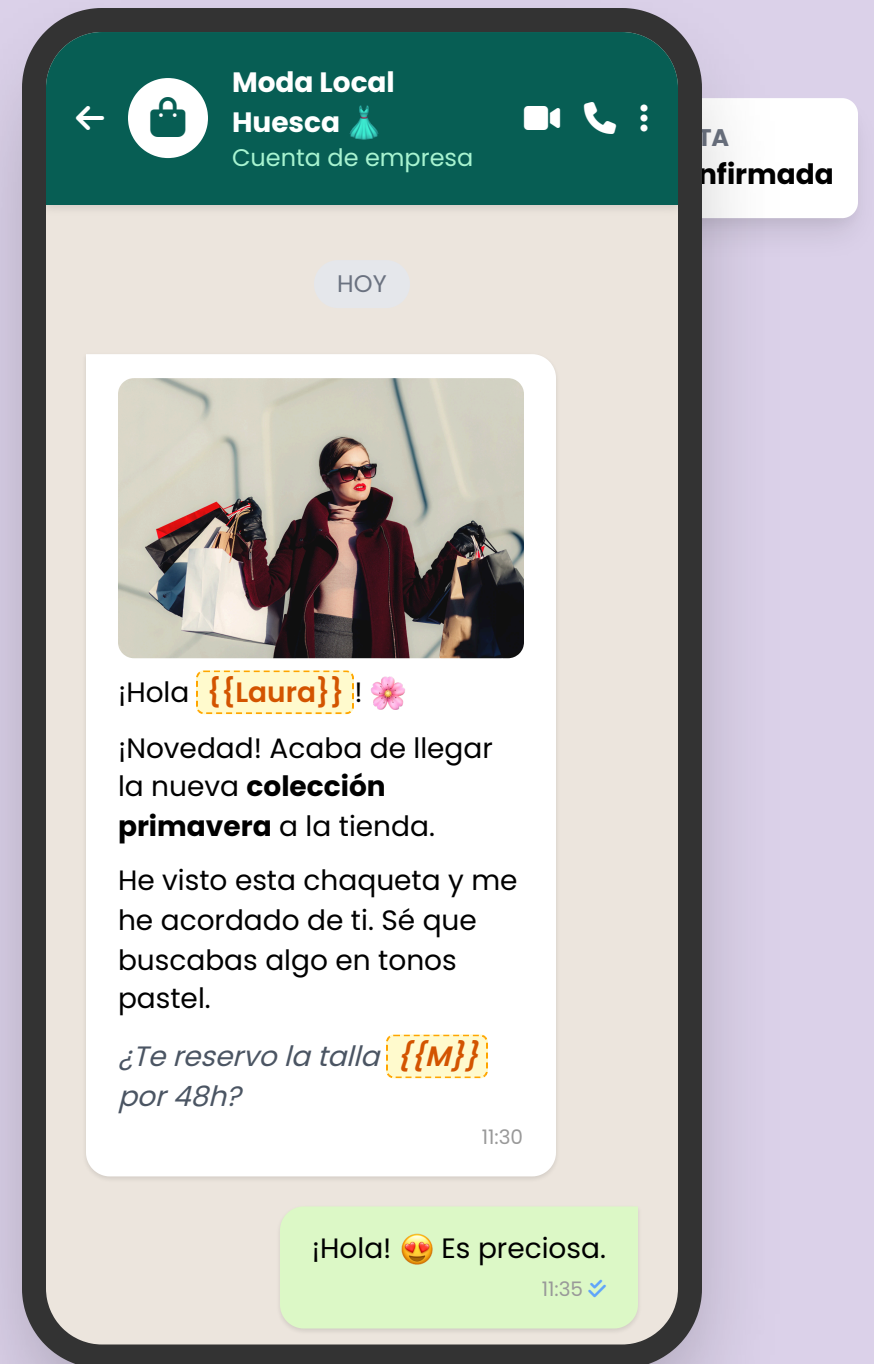 Moda Local
Huesca 👗
Cuenta de empresa
TA
nfirmada
HOY
¡Hola {{Laura}}! 🌸
¡Novedad! Acaba de llegar
la nueva colección
primavera a la tienda.
He visto esta chaqueta y me
he acordado de ti. Sé que
buscabas algo en tonos
pastel.
¿Te reservo la talla {{M}}
por 48h?
11:30
¡Hola! 😍 Es preciosa.
11:35